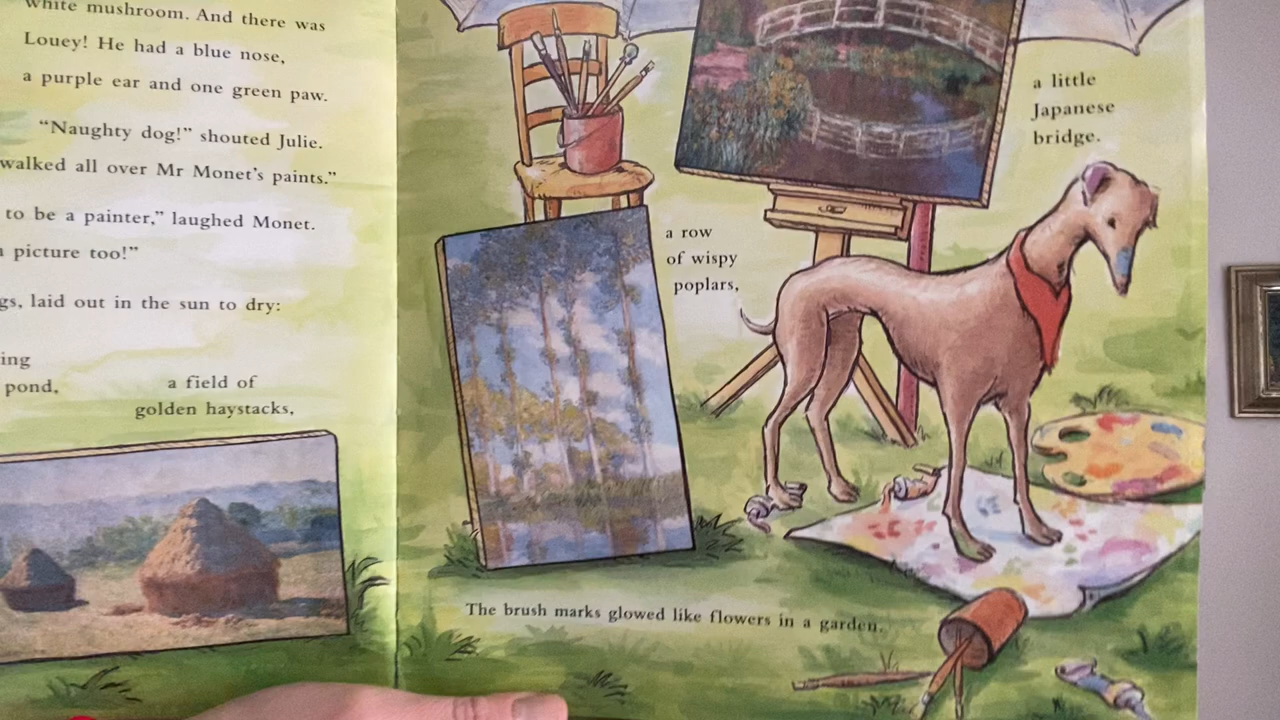 white mushroom. And there was
Louey! He had a blue nose,
a purple ear and one green paw.
“Naughty dog!” shouted Julie.
walked all over Mr Monet’s paints.”
to be a painter,” laughed Monet.
picture too!”
laid out in the sun to dry:
pond,
a field of
golden haystacks,
a row
of wispy
poplars,
a little
Japanese
bridge.
The brush marks glowed like flowers in a garden.